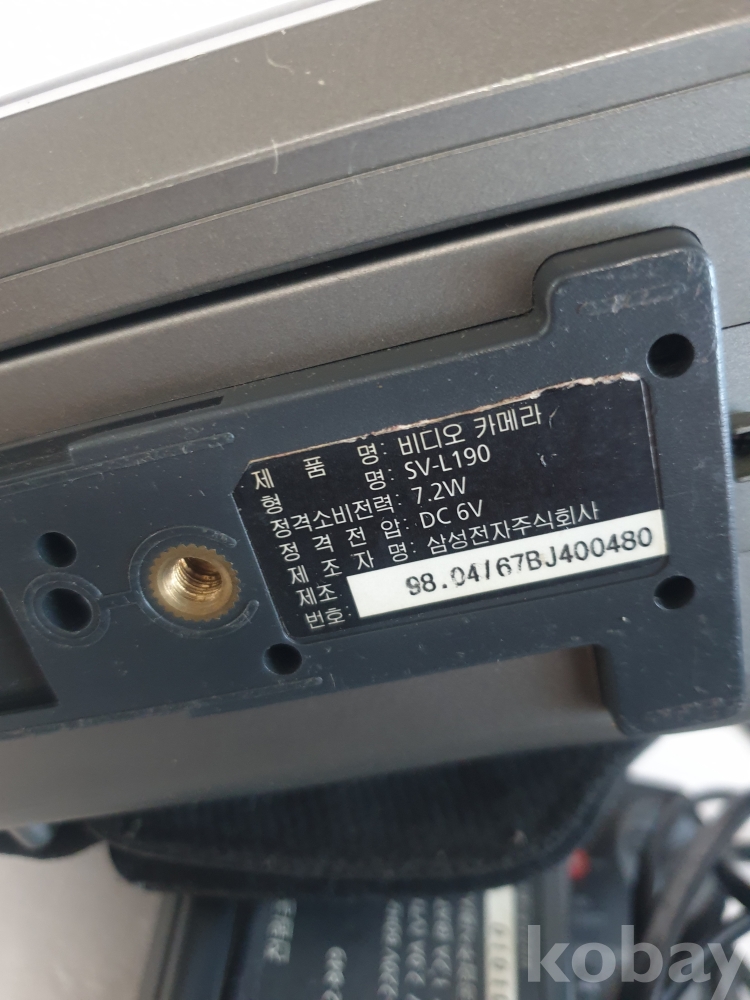 제 품 명: 비디오 카메라
형 명: SV-L190
정격소비전력: 7.2W
정격전압: DC 6V
제조자명: 삼성전자주식회사
제조
번호: 98.04/67BJ400480
kobay